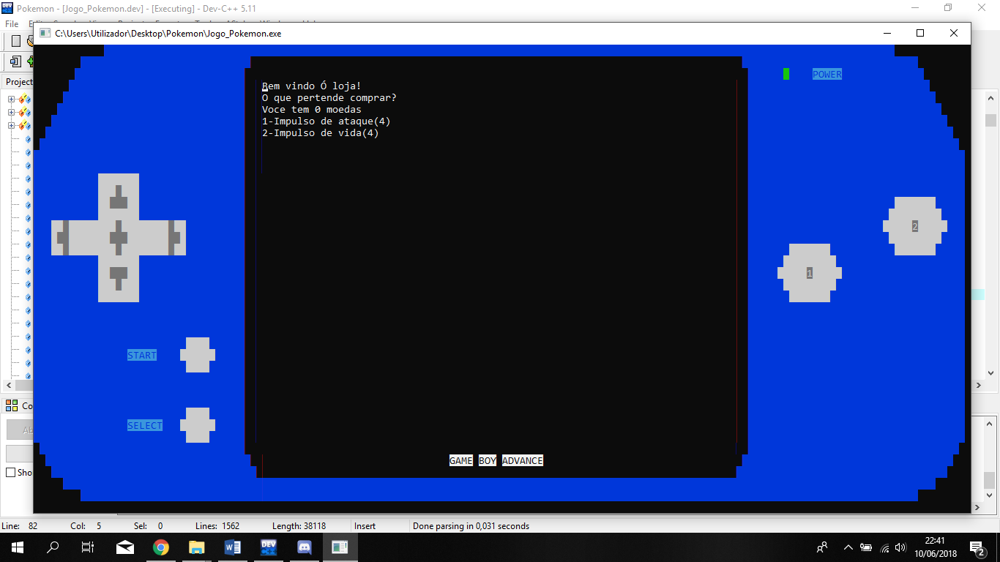 Pokemon - [Jogo_Pokemon.dev] - [Executing] - Dev-C++ 5.11
File
C:\Users\Utilizador\Desktop\Pokemon\Jogo_Pokemon.exe
Project
POWER
Bem vindo Ó loja!
O que pertende comprar?
Voce tem 0 moedas
1-Impulso de ataque(4)
2-Impulso de vida(4)
2
1
START
SELECT
GAME BOY ADVANCE
Co
Ab
Sho
Line: 82 Col: 5 Sel: 0 Lines: 1562 Length: 38118 Insert Done parsing in 0,031 seconds
DEV
22:41
10/06/2018
2